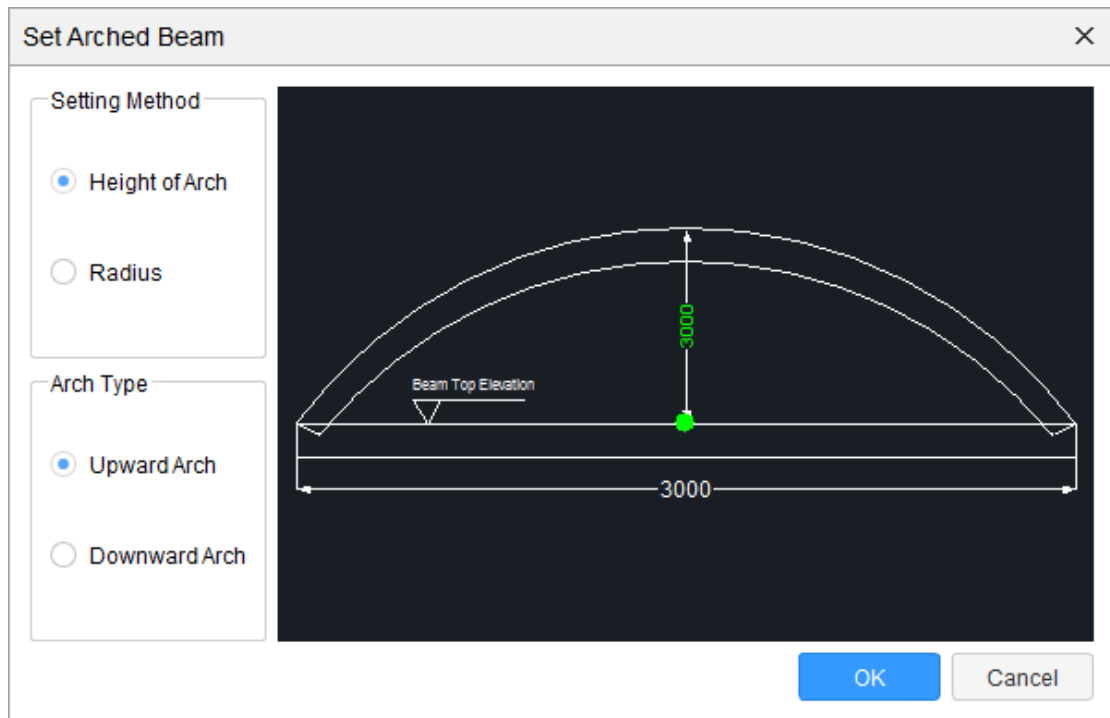 Set Arched Beam
Setting Method
Height of Arch
Radius
Arch Type
Upward Arch
Downward Arch
3000
Beam Top Elevation
3000
OK
Cancel